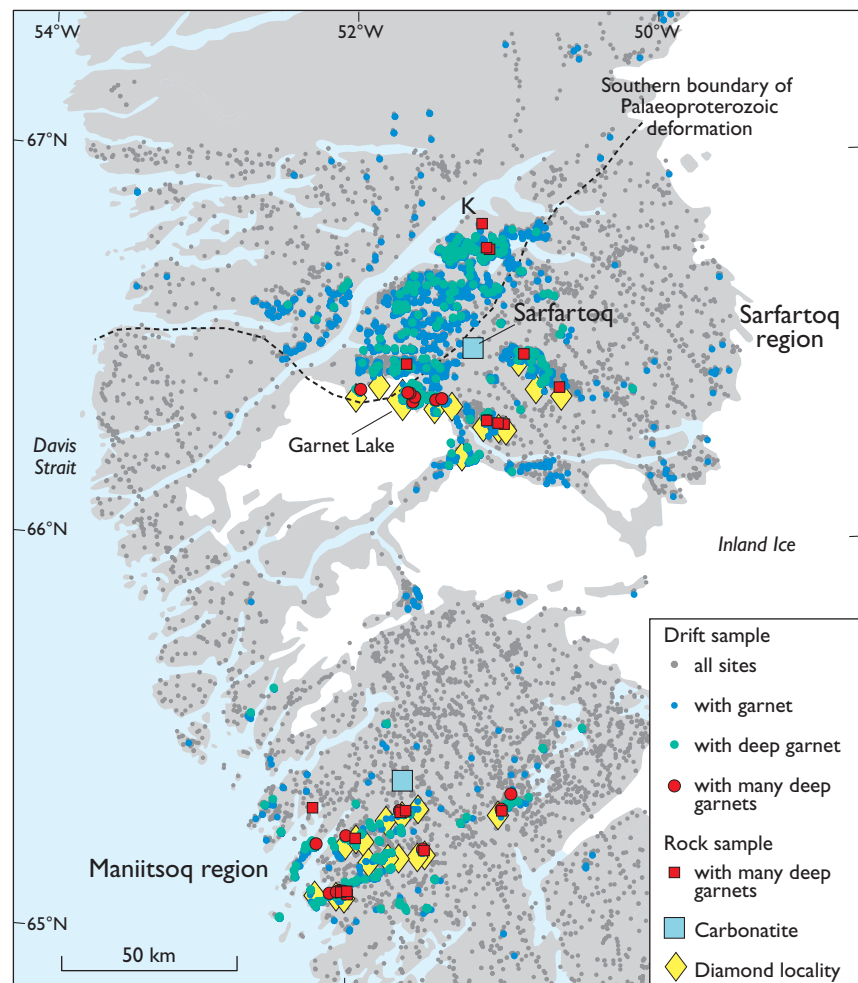 54°W
52°W
50°W
Southern boundary of
Palaeoproterozoic
deformation
67°N
K
Sarfartoq
Sarfartoq
region
Garnet Lake
Davis
Strait
66°N
Inland Ice
Drift sample
all sites
with garnet
with deep garnet
with many deep
garnets
Rock sample
with many deep
garnets
Carbonatite
Diamond locality
Maniitsoq region
65°N
50 km